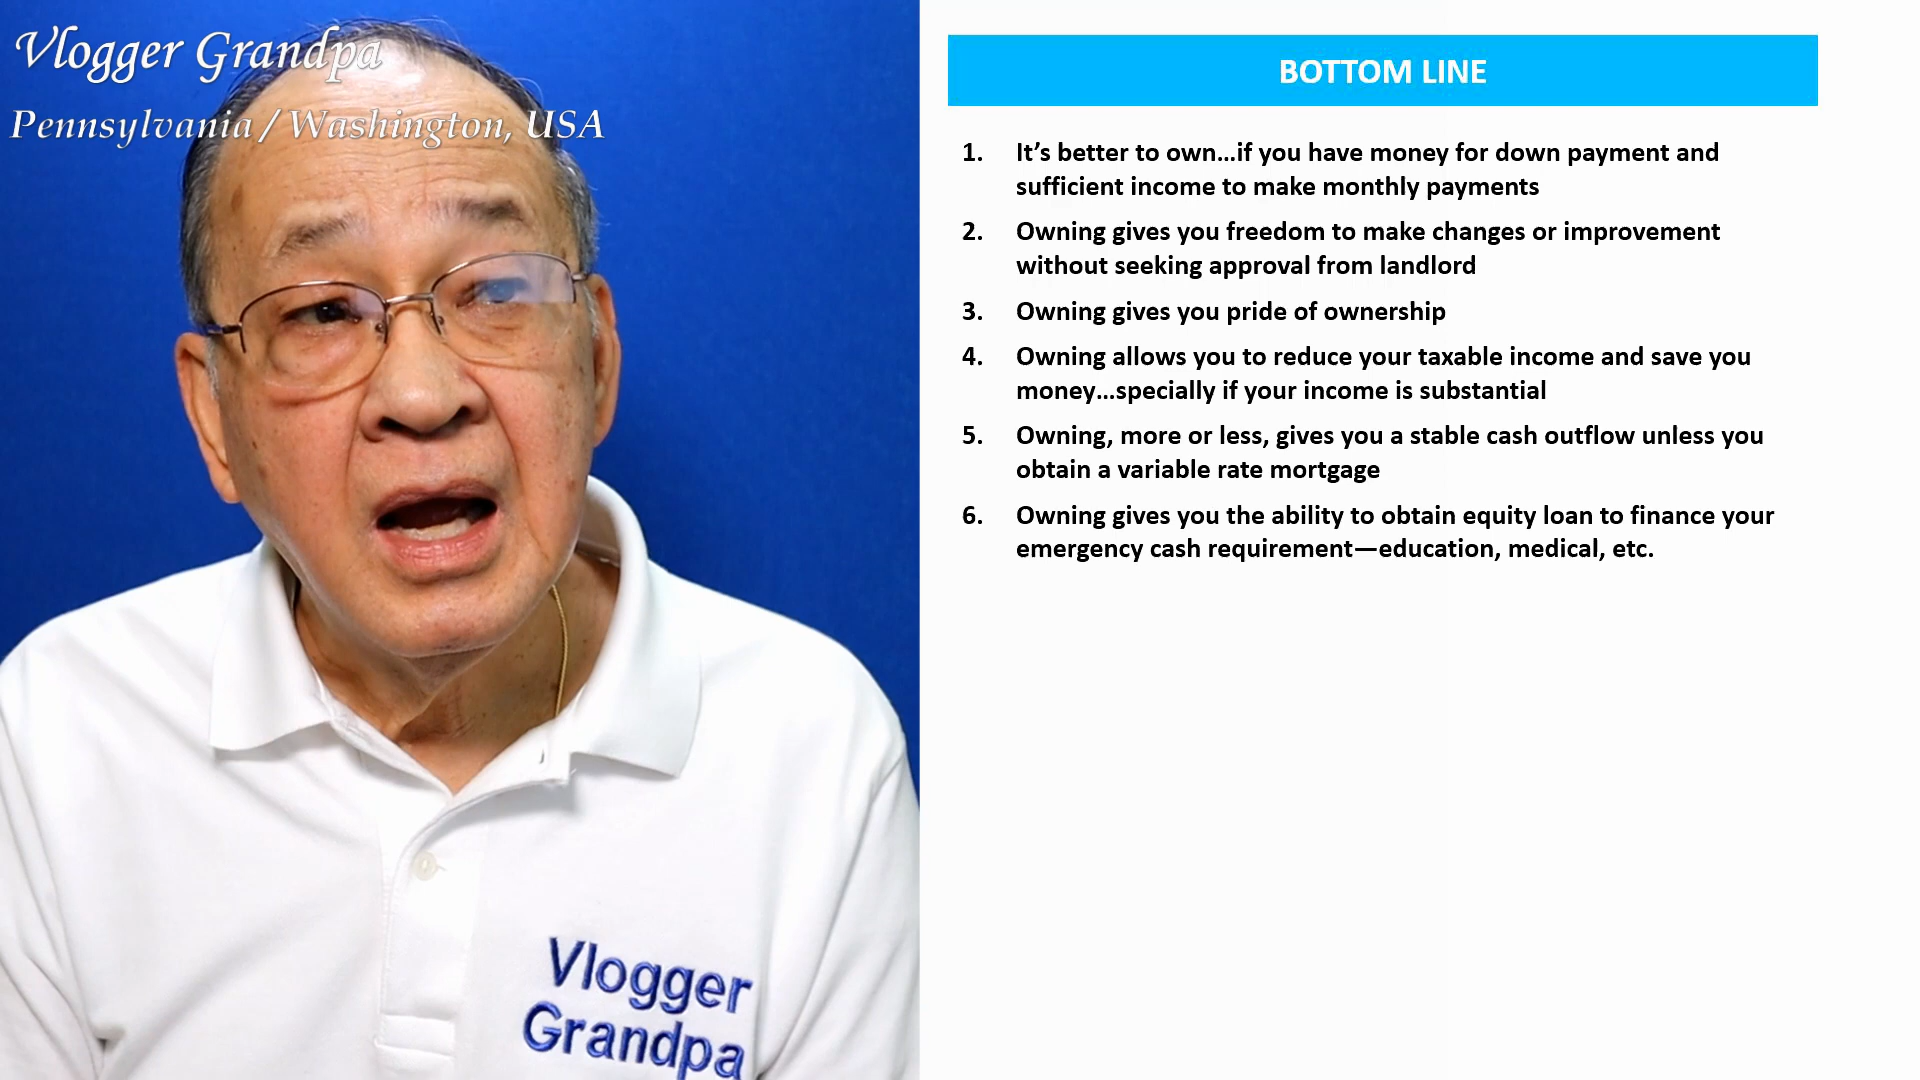 Vlogger Grandpa
Pennsylvania / Washington, USA
Vlogger
Grandpa
BOTTOM LINE
1. It’s better to own...if you have money for down payment and
sufficient income to make monthly payments
2. Owning gives you freedom to make changes or improvement
without seeking approval from landlord
3. Owning gives you pride of ownership
4. Owning allows you to reduce your taxable income and save you
money...specially if your income is substantial
5. Owning, more or less, gives you a stable cash outflow unless you
obtain a variable rate mortgage
6. Owning gives you the ability to obtain equity loan to finance your
emergency cash requirement—education, medical, etc.